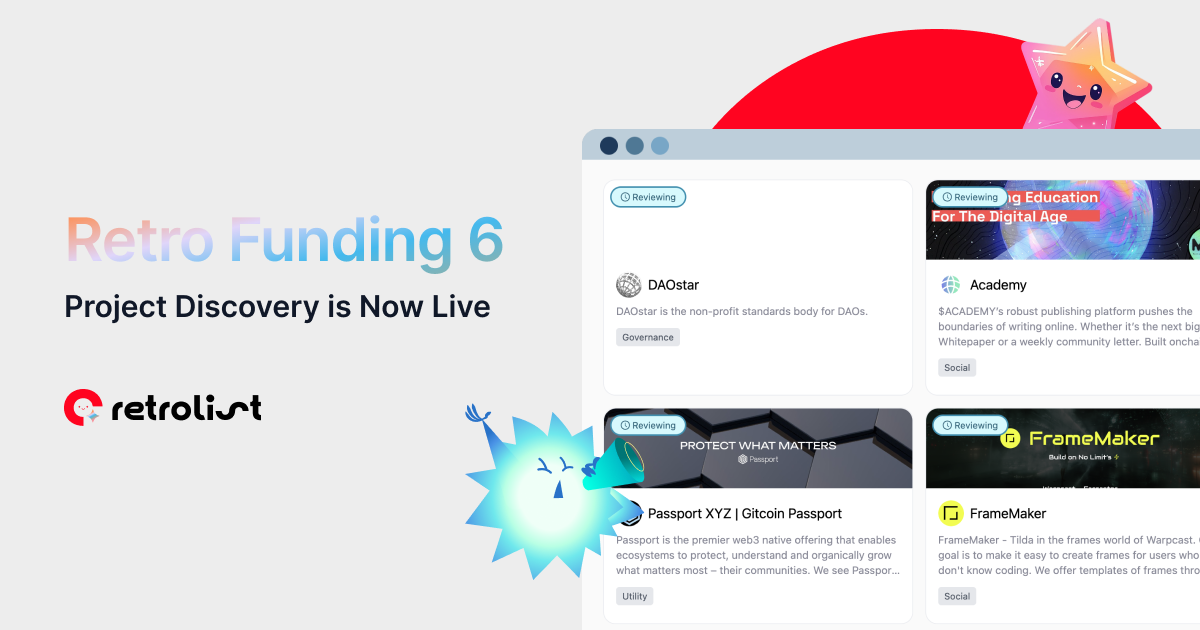 Retro Funding 6
Project Discovery is Now Live
retrolist
Reviewing
DAOstar
DAOstar is the non-profit standards body for DAOs.
Governance
Reviewing
ng Education
For The Digital Age
Academy
$ACADEMY's robust publishing platform pushes the
boundaries of writing online. Whether it's the next big
Whitepaper or a weekly community letter. Built oncha
Social
Reviewing
PROTECT WHAT MATTERS
Passport
Passport XYZ | Gitcoin Passport
Passport is the premier web3 native offering that enables
ecosystems to protect, understand and organically grow
what matters most – their communities. We see Passpor...
Utility
Reviewing
FrameMaker
Build on No Limit's
FrameMaker
FrameMaker - Tilda in the frames world of Warpcast.
goal is to make it easy to create frames for users who
don't know coding. We offer templates of frames thro
Social